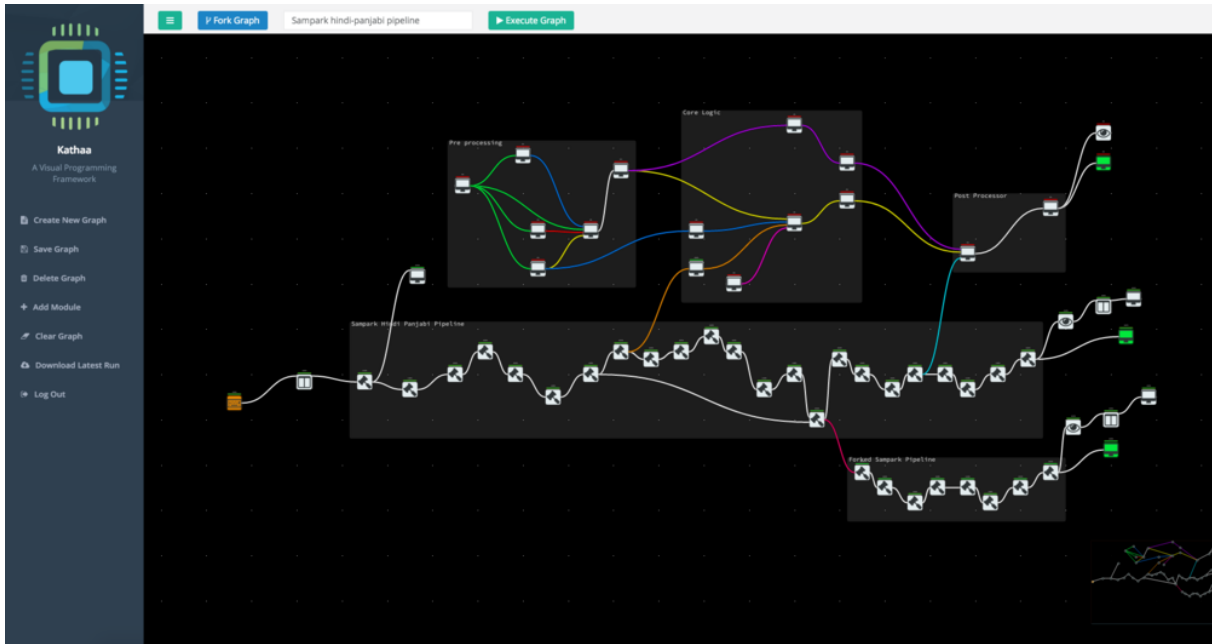 Fork Graph
Sampark hindi-panjabi pipeline
Execute Graph
Kathaa
A Visual Programming
Framework
Create New Graph
Save Graph
Delete Graph
Add Module
Clear Graph
Download Latest Run
Log Out
Pre processing
Core Logic
Post Processor
Sampark Hindi Panjabi Pipeline
Forked Sampark Pipeline